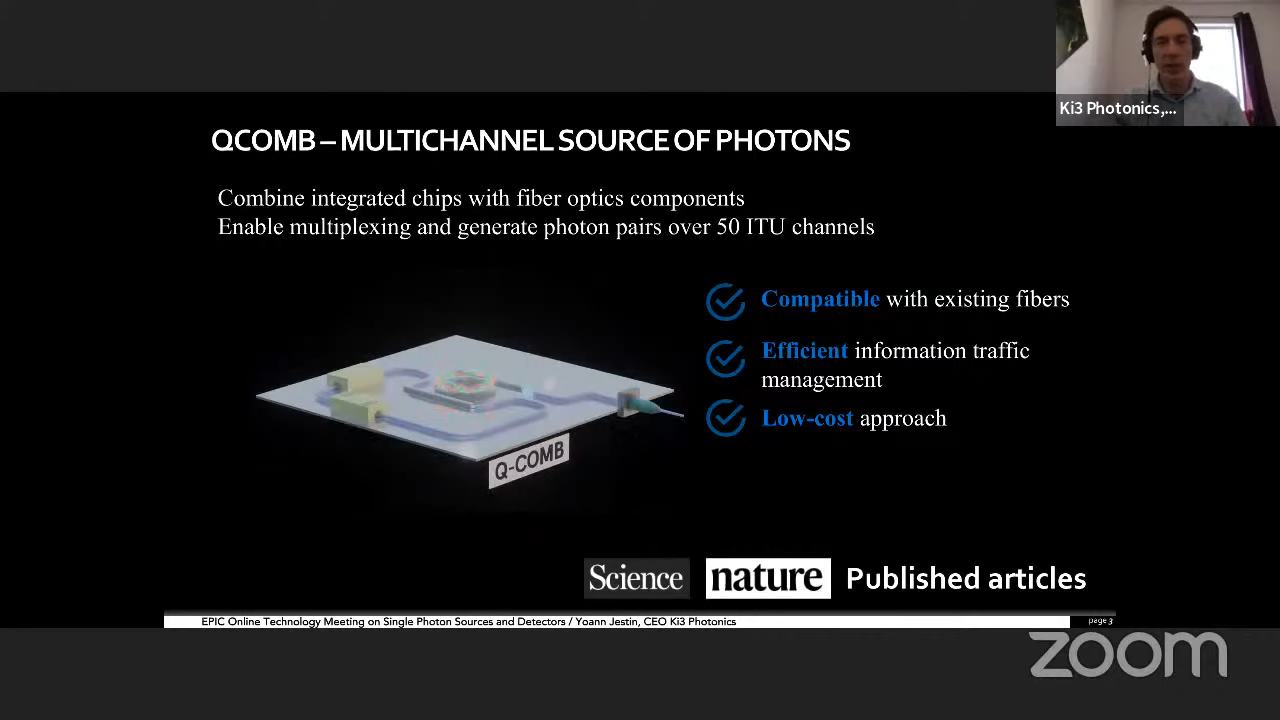 Ki3 Photonics,...
QCOMB – MULTICHANNEL SOURCE OF PHOTONS
Combine integrated chips with fiber optics components
Enable multiplexing and generate photon pairs over 50 ITU channels
Compatible with existing fibers
Efficient information traffic
management
Low-cost approach
Q-COMB
Science nature Published articles
EPIC Online Technology Meeting on Single Photon Sources and Detectors / Yoann Jestin, CEO Ki3 Photonics
page 3
zoom